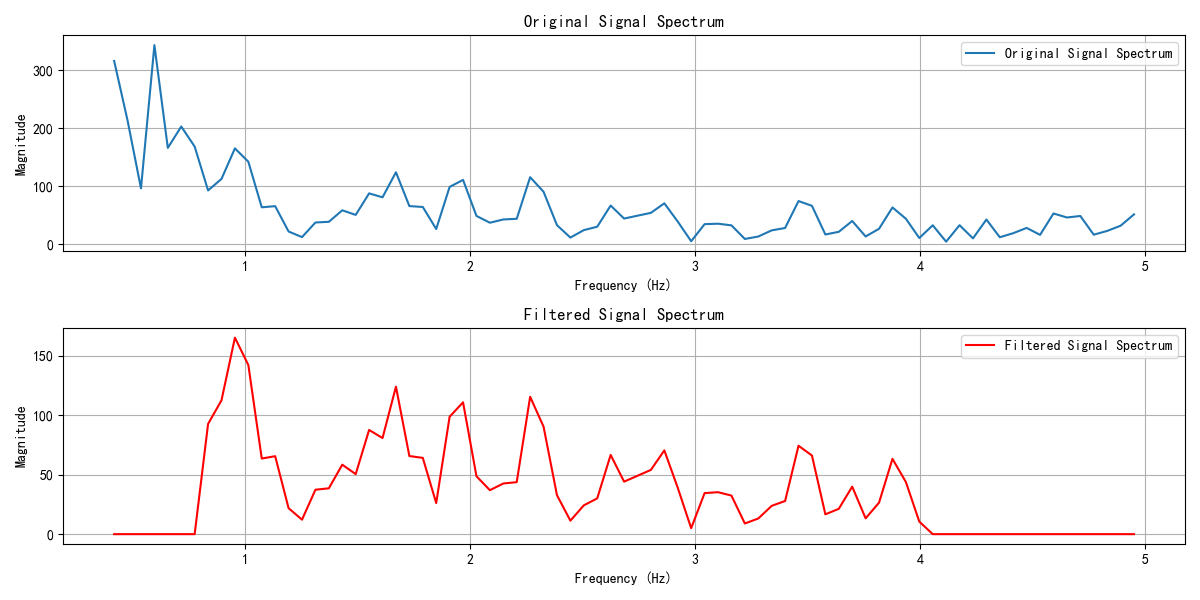 Original Signal Spectrum
Original Signal Spectrum
Magnitude
300
200
100
0
1 2 3 4 5
Frequency (Hz)
Filtered Signal Spectrum
Filtered Signal Spectrum
Magnitude
150
100
50
0
1 2 3 4 5
Frequency (Hz)